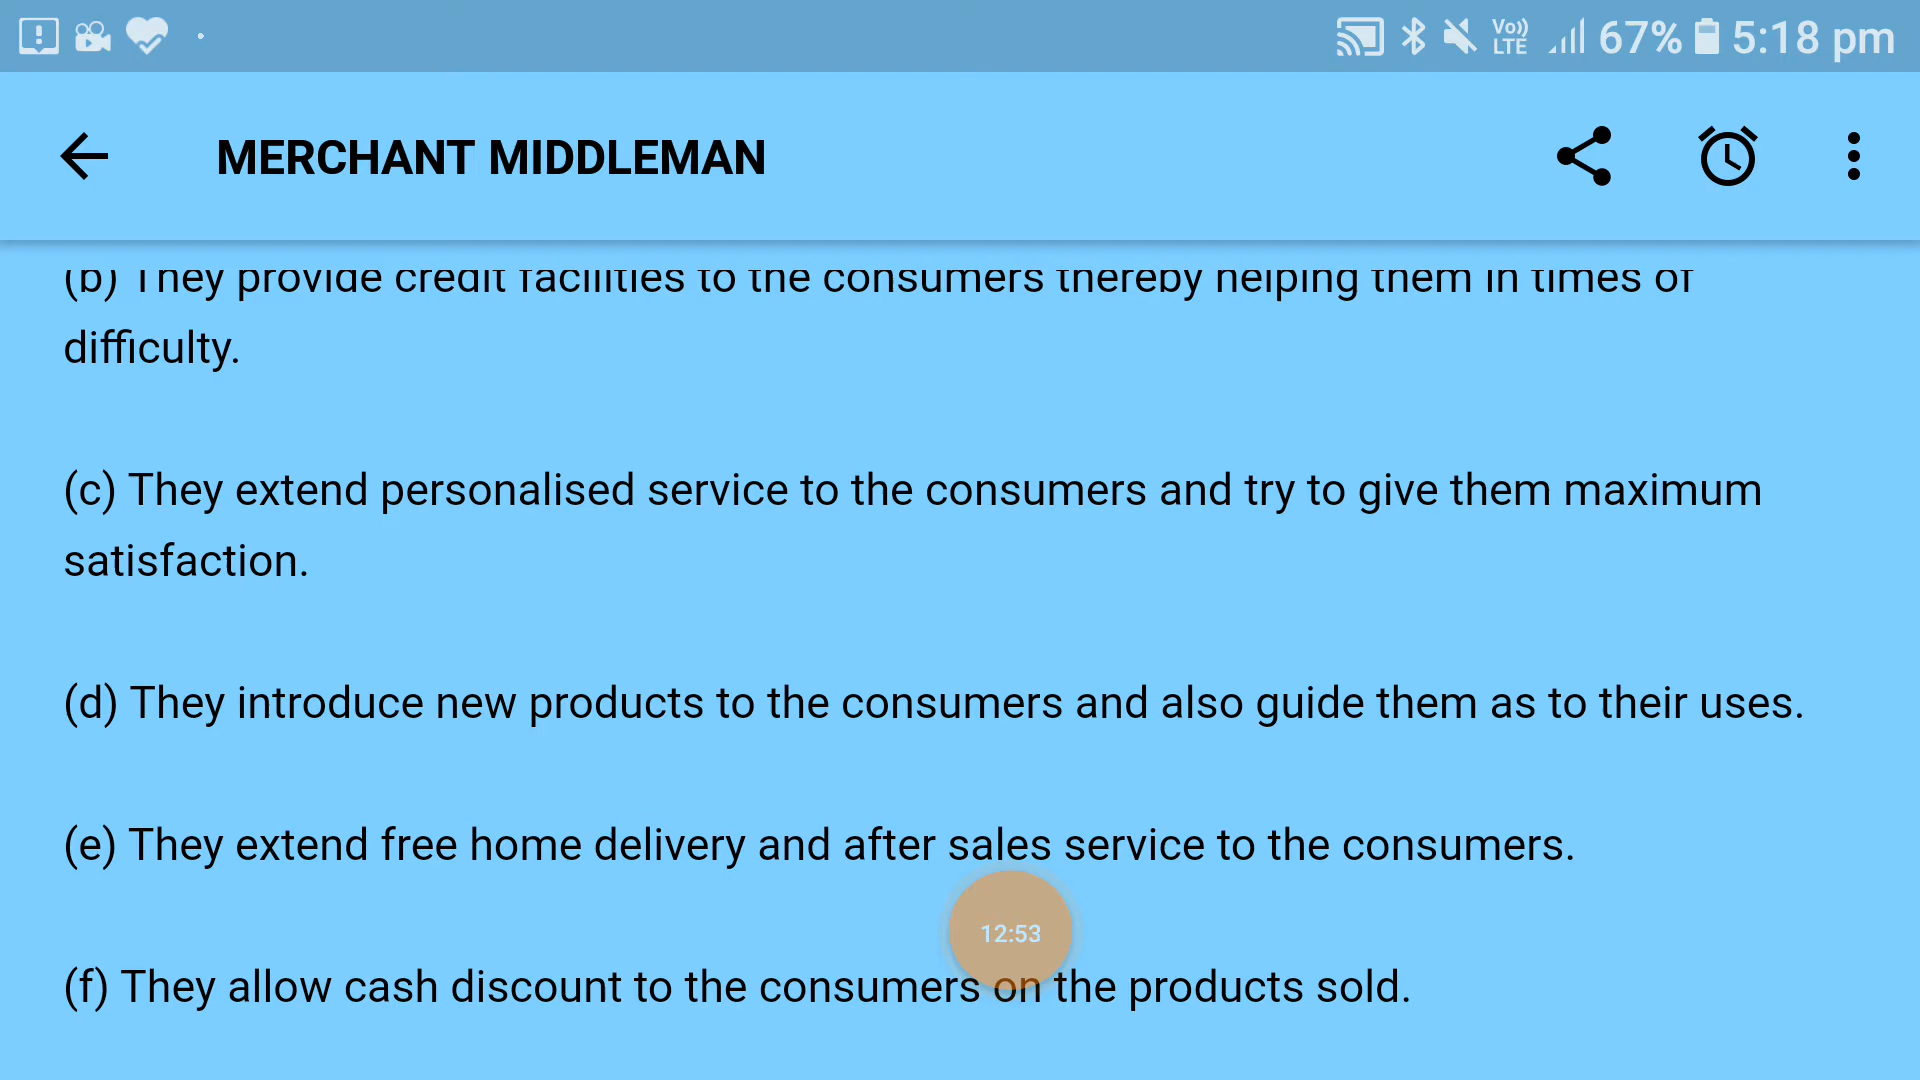 Vo)) LTE 67% 5:18 pm
MERCHANT MIDDLEMAN
(b) They provide credit facilities to the consumers thereby helping them in times of
difficulty.
(c) They extend personalised service to the consumers and try to give them maximum
satisfaction.
(d) They introduce new products to the consumers and also guide them as to their uses.
(e) They extend free home delivery and after sales service to the consumers.
12:53
(f) They allow cash discount to the consumers on the products sold.